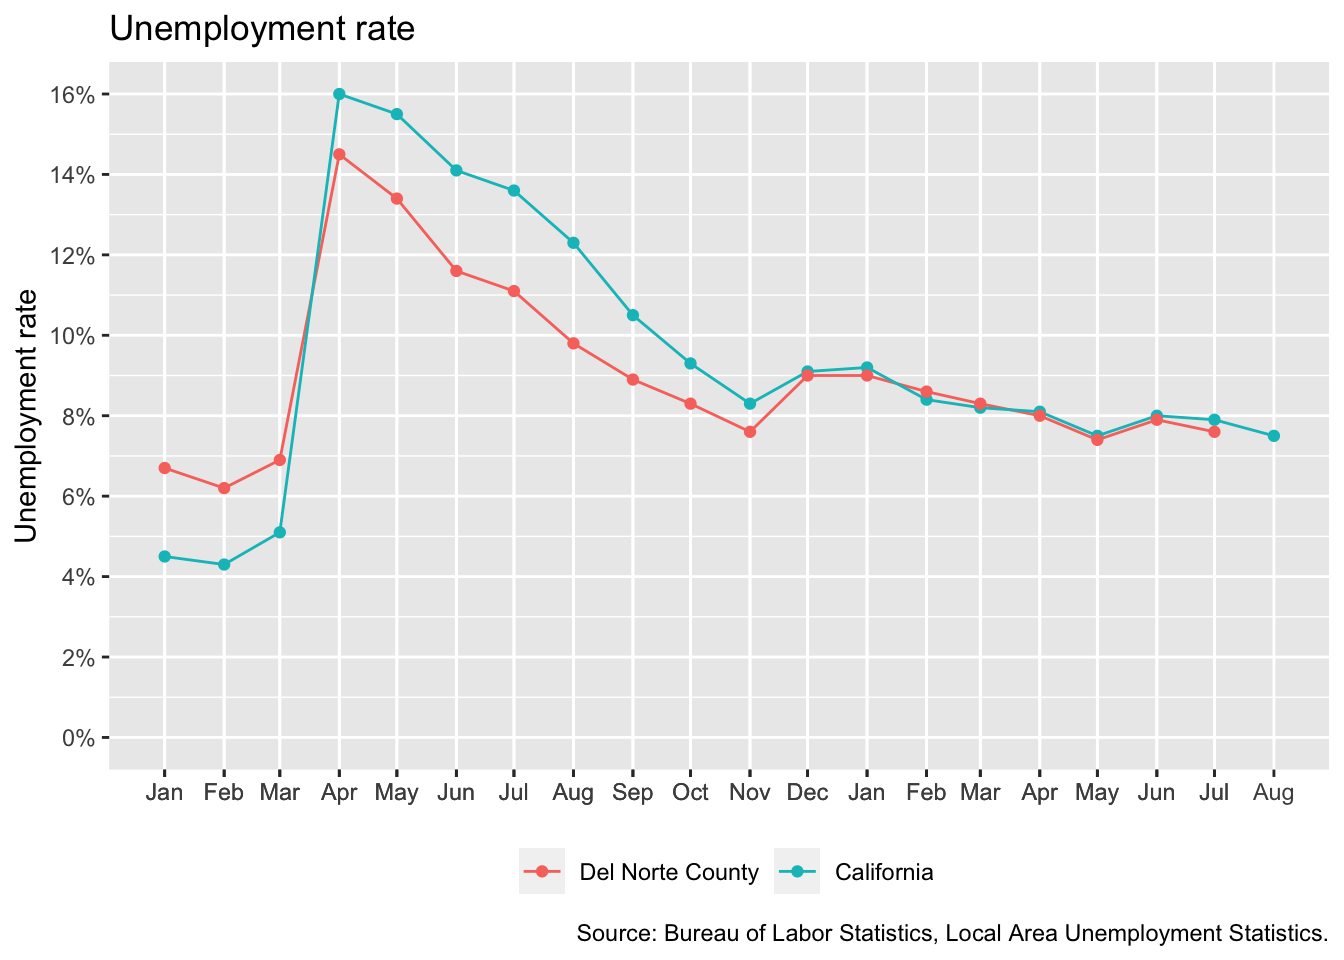 Unemployment rate
Unemployment rate
16%
14%
12%
10%
8%
6%
4%
2%
0%
Jan Feb Mar Apr May Jun Jul Aug Sep Oct Nov Dec Jan Feb Mar Apr May Jun Jul Aug
Del Norte County California
Source: Bureau of Labor Statistics, Local Area Unemployment Statistics.